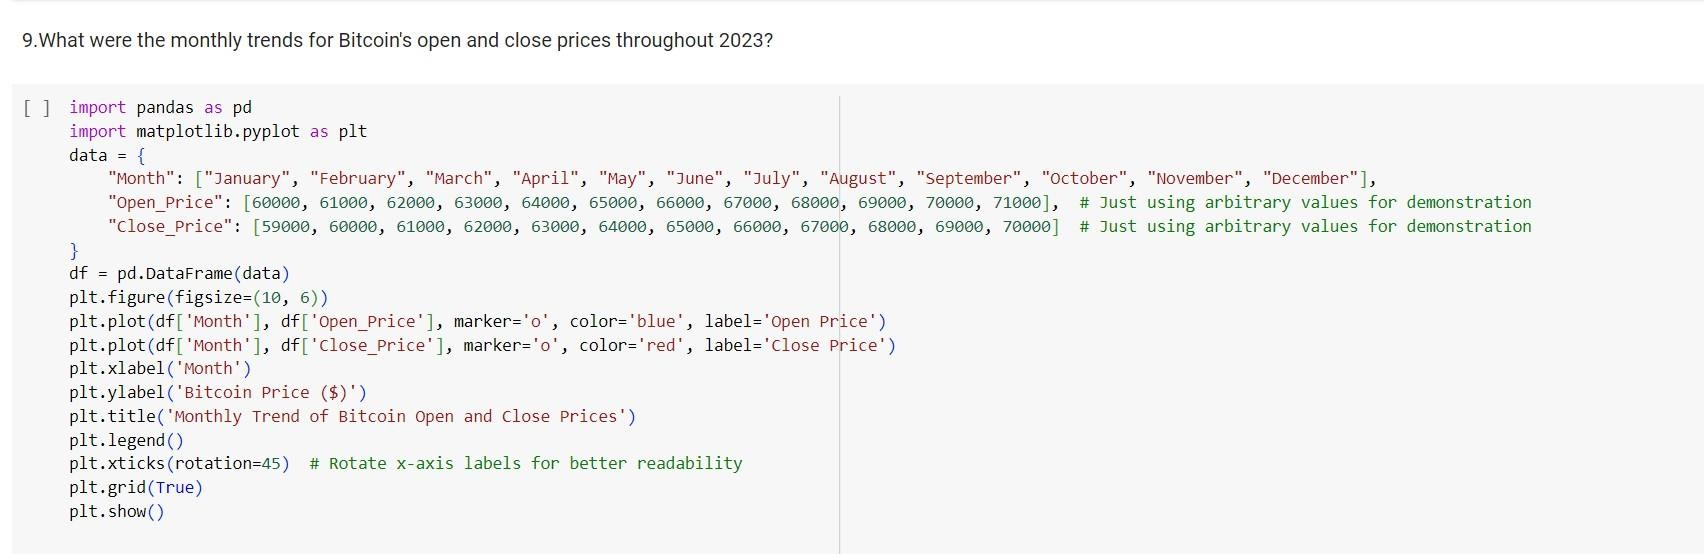 9.What were the monthly trends for Bitcoin's open and close prices throughout 2023?
[ ] import pandas as pd
import matplotlib.pyplot as plt
data = {
    "Month": ["January", "February", "March", "April", "May", "June", "July", "August", "September", "October", "November", "December"],
    "Open_Price": [60000, 61000, 62000, 63000, 64000, 65000, 66000, 67000, 68000, 69000, 70000, 71000],  # Just using arbitrary values for demonstration
    "Close_Price": [59000, 60000, 61000, 62000, 63000, 64000, 65000, 66000, 67000, 68000, 69000, 70000]  # Just using arbitrary values for demonstration
}
df = pd.DataFrame(data)
plt.figure(figsize=(10, 6))
plt.plot(df['Month'], df['Open_Price'], marker='o', color='blue', label='Open Price')
plt.plot(df['Month'], df['Close_Price'], marker='o', color='red', label='Close Price')
plt.xlabel('Month')
plt.ylabel('Bitcoin Price ($)')
plt.title('Monthly Trend of Bitcoin Open and Close Prices')
plt.legend()
plt.xticks(rotation=45)  # Rotate x-axis labels for better readability
plt.grid(True)
plt.show()